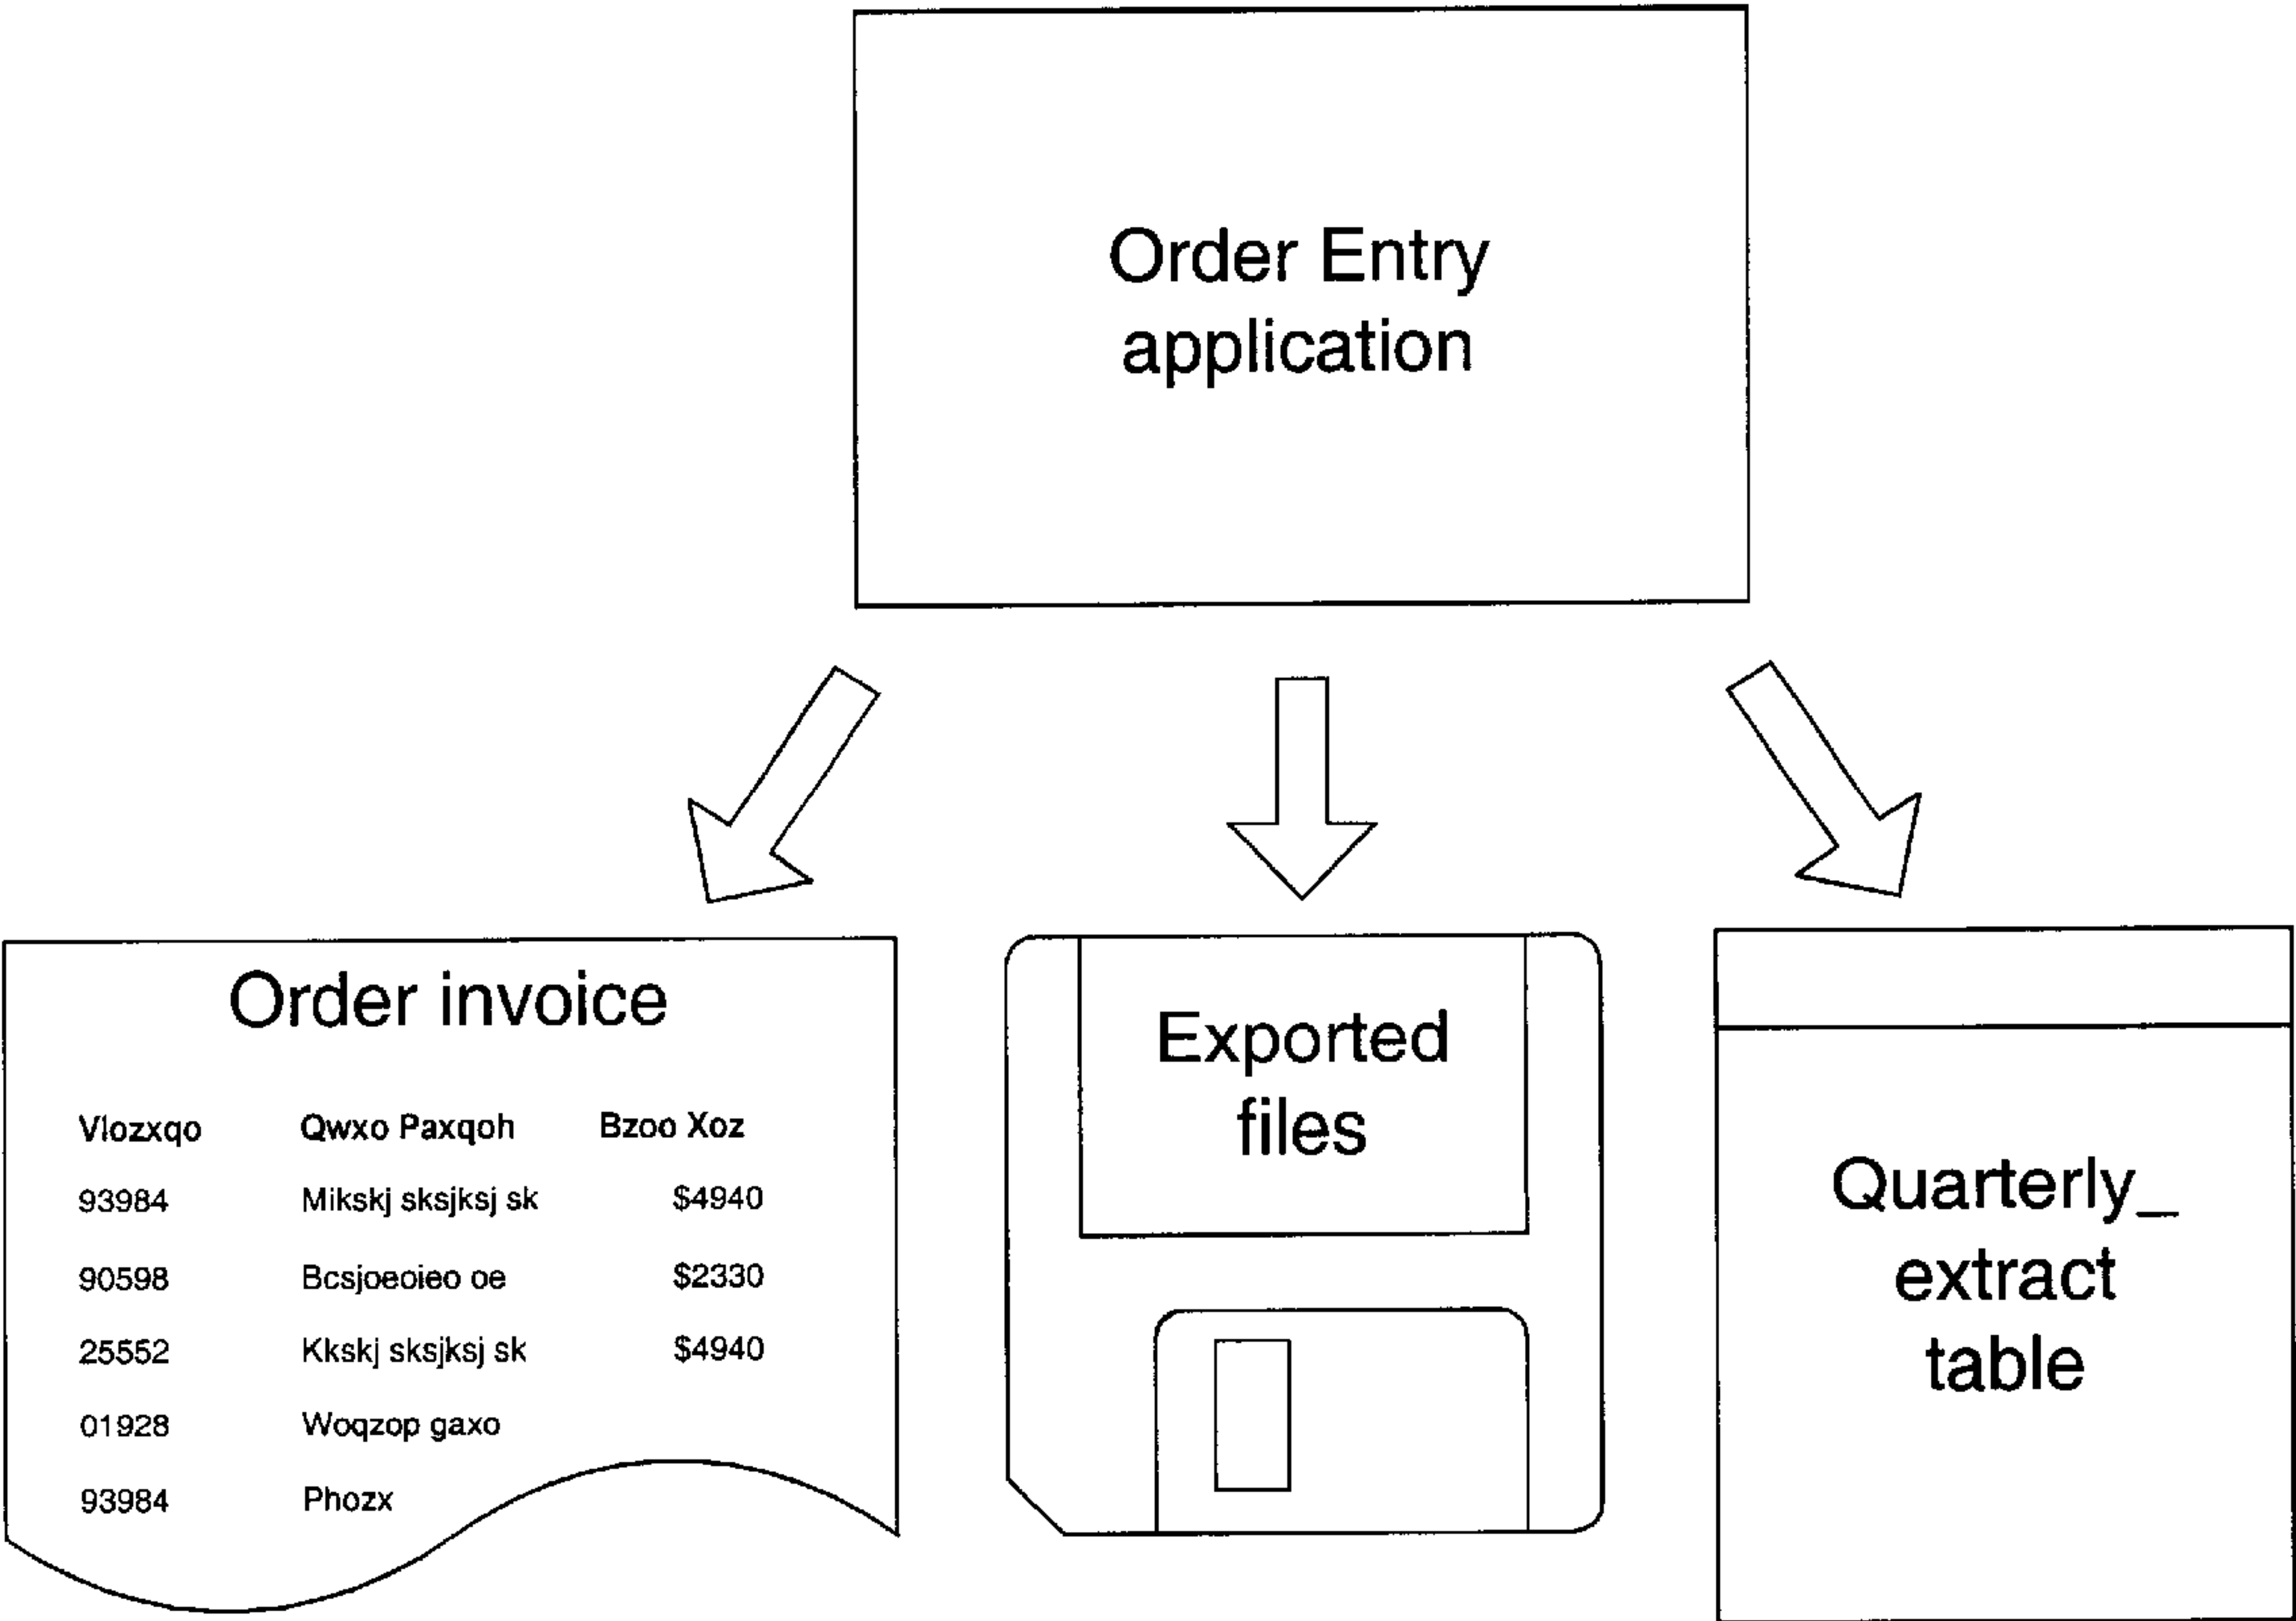 Order Entry
application
Order invoice
Vlozxqo Qwxo Paxqoh Bzoo Xoz
93984 Mikskj sksjksj sk $4940
90598 Bcsjoeoieo oe $2330
25552 Kkskj sksjksj sk $4940
01928 Woqzop gaxo
93984 Phozx
Exported
files
Quarterly_
extract
table